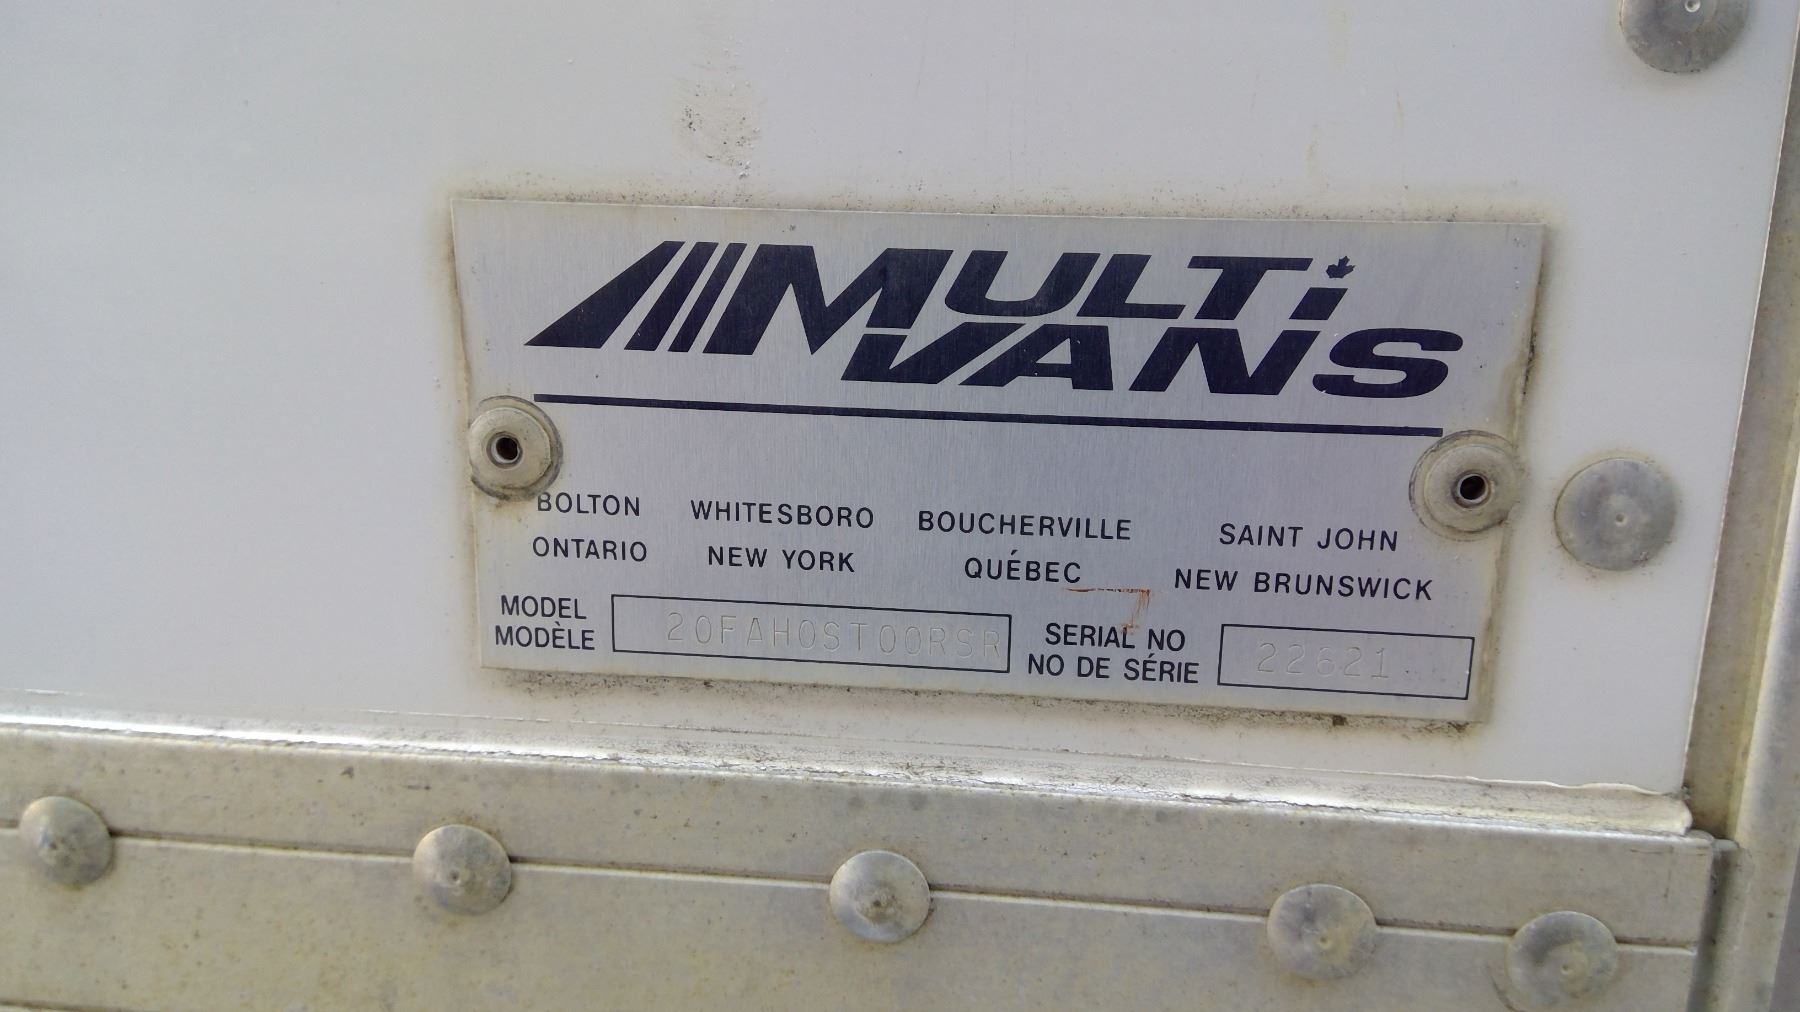 MULTi
VANS
BOLTON WHITESBORO BOUCHERVILLE SAINT JOHN
ONTARIO NEW YORK QUÉBEC NEW BRUNSWICK
MODEL
MODÈLE 20FAHOST00RSR
SERIAL NO
NO DE SÉRIE 22621